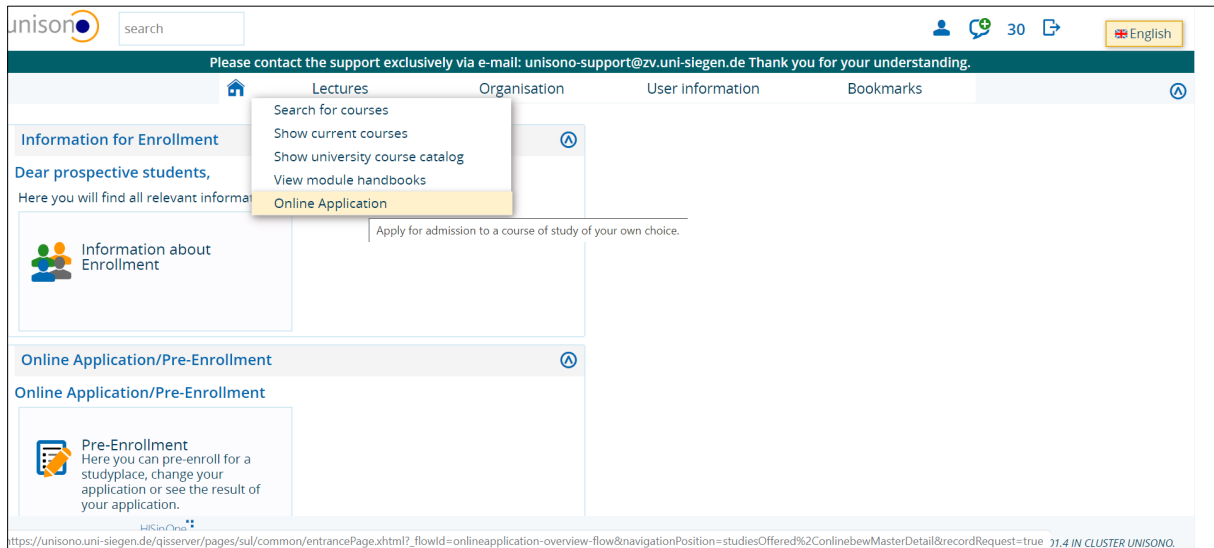 unisono
search
30
English
Please contact the support exclusively via e-mail: unisono-support@zv.uni-siegen.de Thank you for your understanding.
Lectures Organisation User information Bookmarks
Search for courses
Show current courses
Show university course catalog
View module handbooks
Online Application
Apply for admission to a course of study of your own choice.
Information for Enrollment
Dear prospective students,
Here you will find all relevant
Information about
Enrollment
Online Application/Pre-Enrollment
Online Application/Pre-Enrollment
Pre-Enrollment
Here you can pre-enroll for a
studyplace, change your
application or see the result of
your application.
HISinOne
ttps://unisono.uni-siegen.de/qisserver/pages/sul/common/entrancePage.xhtml?_flowId=onlineapplication-overview-flow&navigationPosition=studiesOffered%2ConlinebewMasterDetail&recordRequest=true
11.4 IN CLUSTER UNISONO.